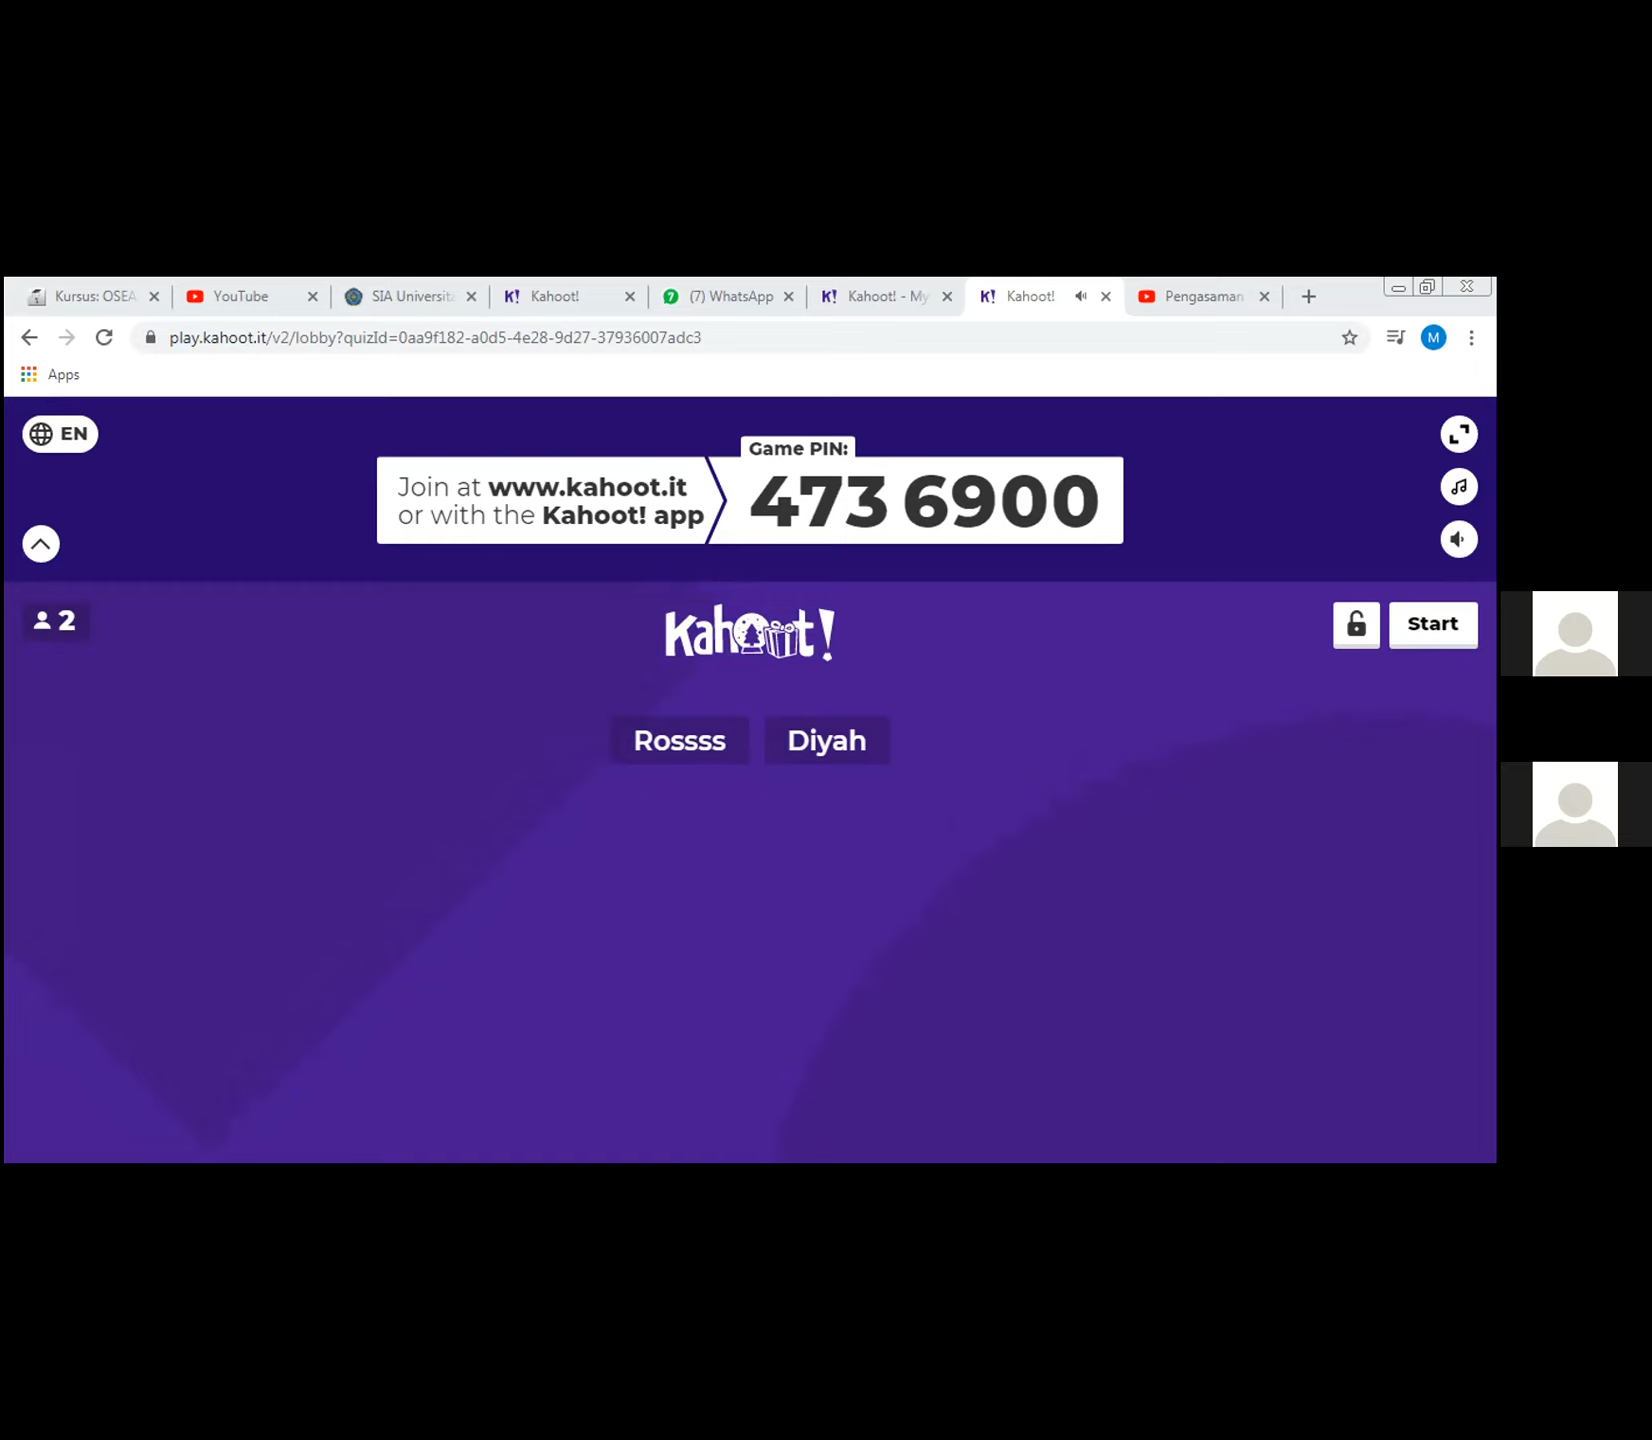 Kursus: OSEA
YouTube
SIA Universita
K! Kahoot!
7 (7) WhatsApp
K! Kahoot! - My
K! Kahoot!
Pengasaman
play.kahoot.it/v2/lobby?quizId=0aa9f182-a0d5-4e28-9d27-37936007adc3
M
Apps
EN
Game PIN:
Join at www.kahoot.it
or with the Kahoot! app
473 6900
2
Kahoot!
Start
Rossss
Diyah